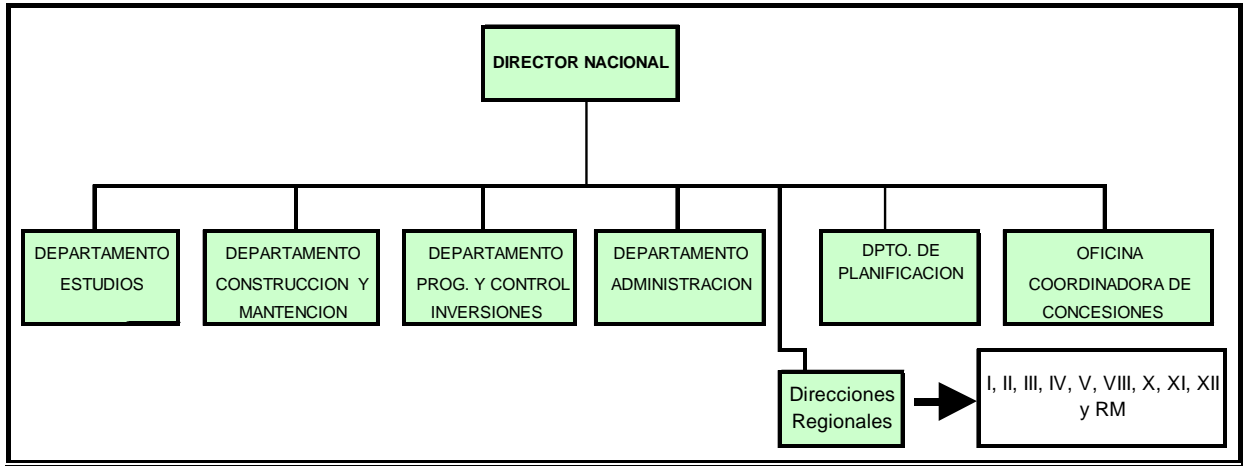 DIRECTOR NACIONAL
DEPARTAMENTO
ESTUDIOS
DEPARTAMENTO
CONSTRUCCION Y
MANTENCION
DEPARTAMENTO
PROG. Y CONTROL
INVERSIONES
DEPARTAMENTO
ADMINISTRACION
DPTO. DE
PLANIFICACION
OFICINA
COORDINADORA DE
CONCESIONES
Direcciones
Regionales
I, II, III, IV, V, VIII, X, XI, XII
y RM